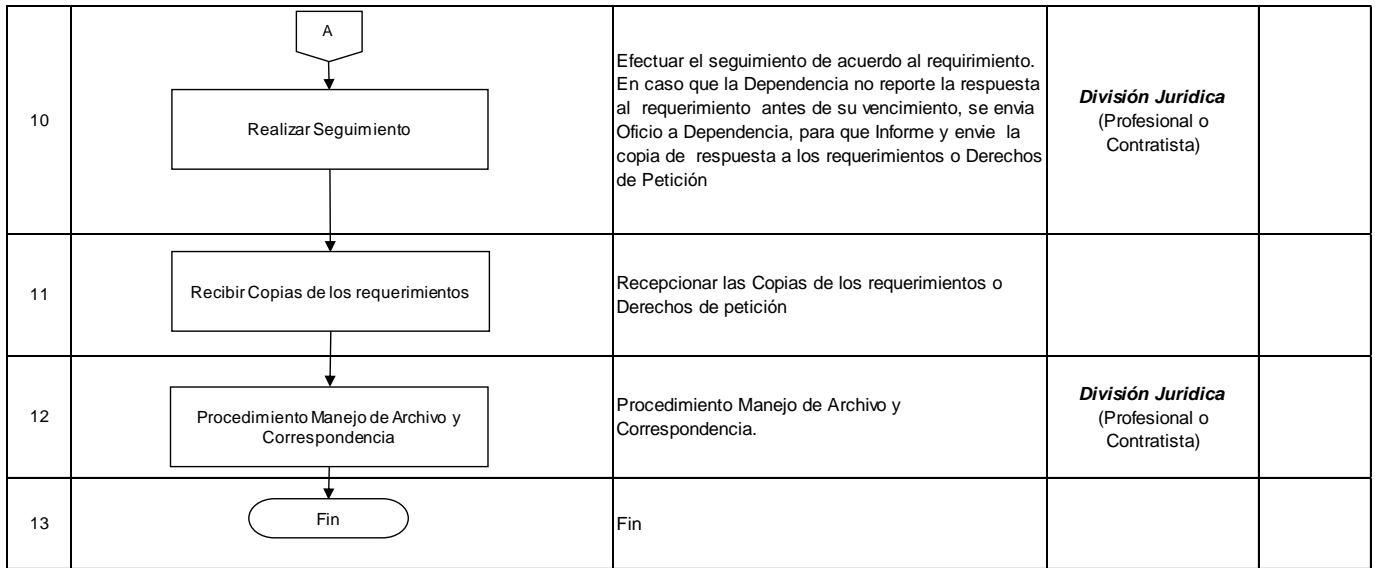 A
10
Realizar Seguimiento
Efectuar el seguimiento de acuerdo al requirimiento.
En caso que la Dependencia no reporte la respuesta
al requerimiento antes de su vencimiento, se envia
Oficio a Dependencia, para que Informe y envie la
copia de respuesta a los requerimientos o Derechos
de Petición
División Juridica
(Profesional o
Contratista)
11
Recibir Copias de los requerimientos
Recepcionar las Copias de los requerimientos o
Derechos de petición
12
Procedimiento Manejo de Archivo y
Correspondencia
Procedimiento Manejo de Archivo y
Correspondencia.
División Juridica
(Profesional o
Contratista)
13
Fin
Fin